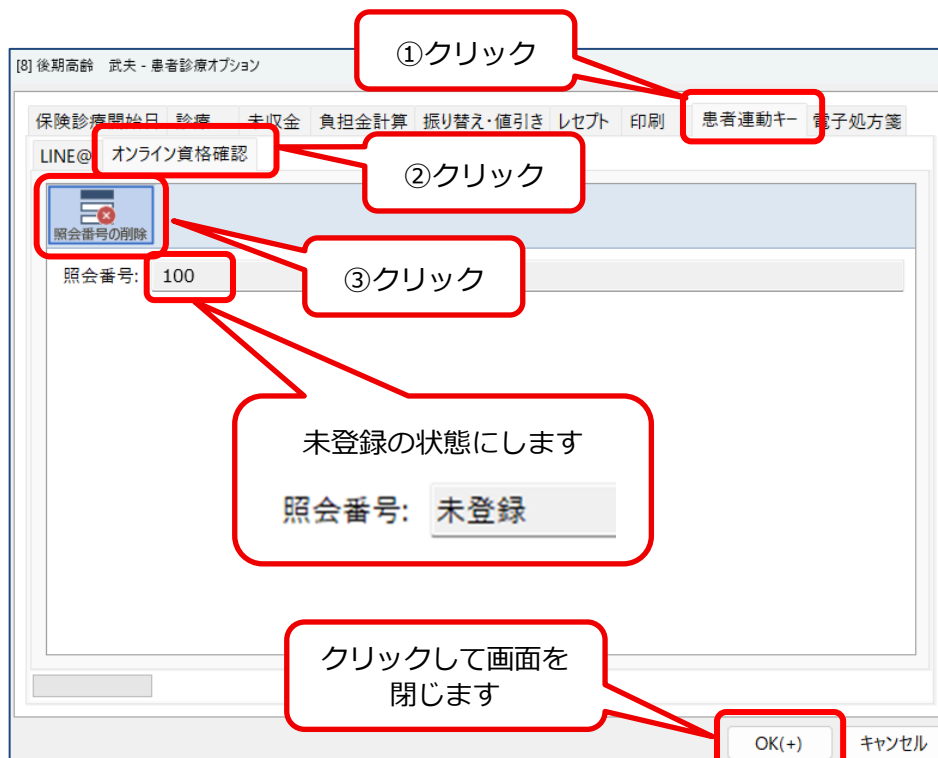 ①クリック
[8] 後期高齢　武夫 - 患者診療オプション
保険診療開始日 診療 未収金 負担金計算 振り替え・値引き レセプト 印刷 患者連動キー 電子処方箋
LINE@ オンライン資格確認
②クリック
照会番号の削除
③クリック
照会番号: 100
未登録の状態にします
照会番号: 未登録
クリックして画面を
閉じます
OK(+) キャンセル